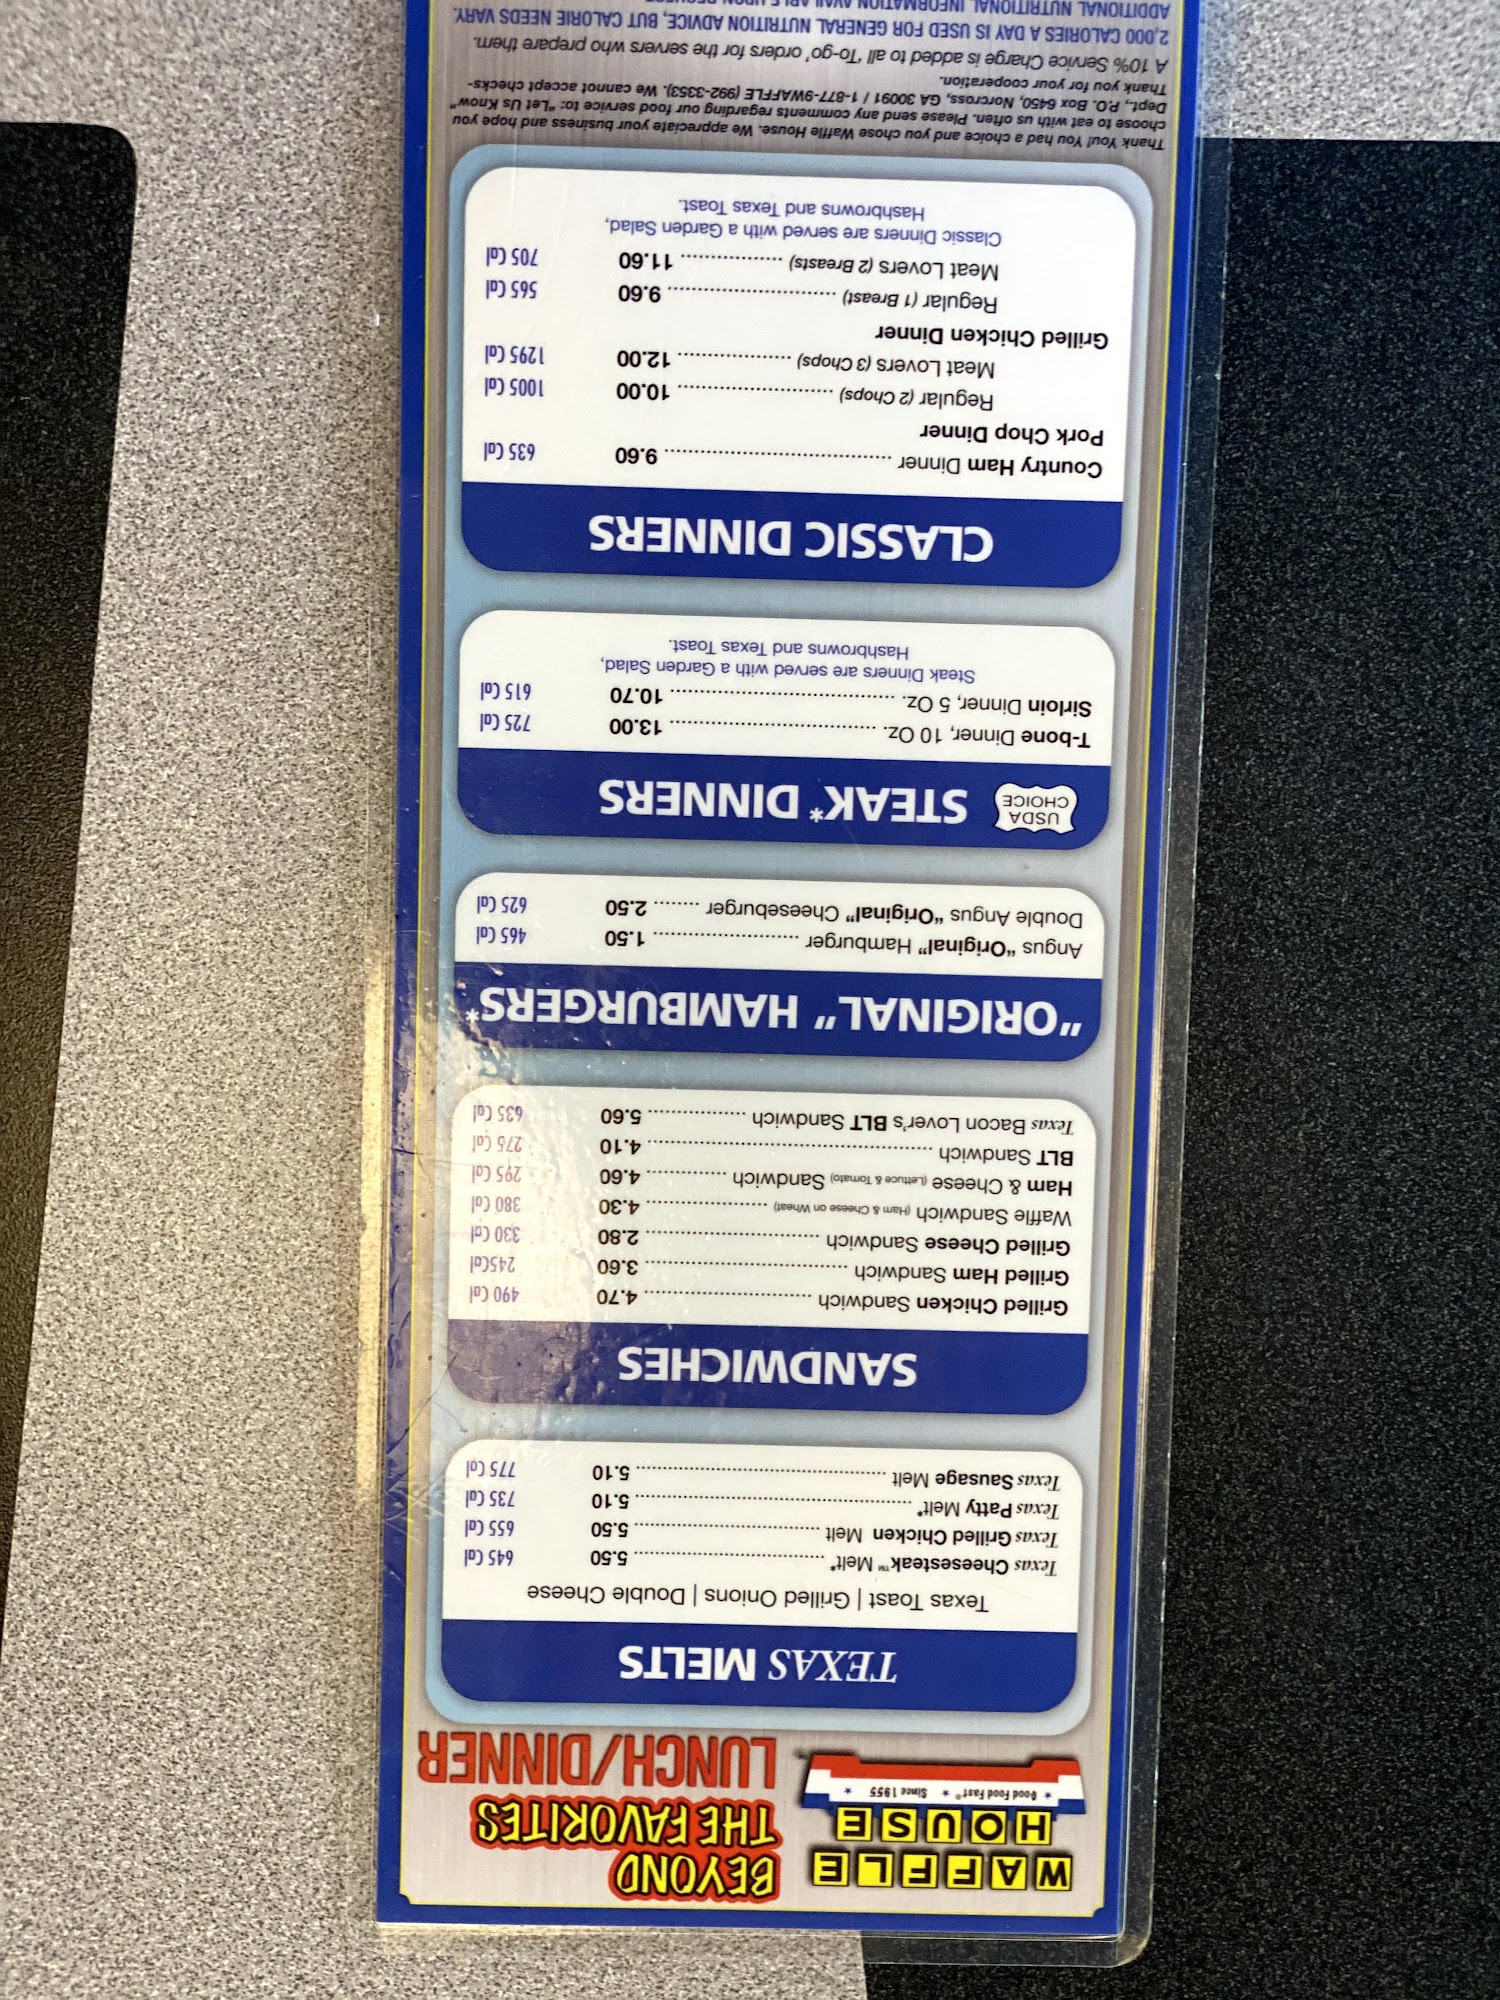 WAFFLE
HOUSE
★ Good Food Fast® ★ Since 1955 ★
BEYOND
THE FAVORITES
LUNCH/DINNER
TEXAS MELTS
Texas Toast | Grilled Onions | Double Cheese
Texas Cheesesteak™ Melt* 5.50 645 Cal
Texas Grilled Chicken Melt 5.50 655 Cal
Texas Patty Melt* 5.10 735 Cal
Texas Sausage Melt 5.10 775 Cal
SANDWICHES
Grilled Chicken Sandwich 4.70 490 Cal
Grilled Ham Sandwich 3.60 245Cal
Grilled Cheese Sandwich 2.80 330 Cal
Waffle Sandwich (Ham & Cheese on Wheat) 4.30 380 Cal
Ham & Cheese (Lettuce & Tomato) Sandwich 4.60 295 Cal
BLT Sandwich 4.10 275 Cal
Texas Bacon Lover's BLT Sandwich 5.60 635 Cal
"ORIGINAL" HAMBURGERS*
Angus "Original" Hamburger 1.50 465 Cal
Double Angus "Original" Cheeseburger 2.50 625 Cal
USDA
CHOICE
STEAK* DINNERS
T-bone Dinner, 10 Oz. 13.00 725 Cal
Sirloin Dinner, 5 Oz. 10.70 615 Cal
Steak Dinners are served with a Garden Salad,
Hashbrowns and Texas Toast.
CLASSIC DINNERS
Country Ham Dinner 9.60 635 Cal
Pork Chop Dinner
Regular (2 Chops) 10.00 1005 Cal
Meat Lovers (3 Chops) 12.00 1295 Cal
Grilled Chicken Dinner
Regular (1 Breast) 9.60 565 Cal
Meat Lovers (2 Breasts) 11.60 705 Cal
Classic Dinners are served with a Garden Salad,
Hashbrowns and Texas Toast.
Thank You! You had a choice and you chose Waffle House. We appreciate your business and hope you
choose to eat with us often. Please send any comments regarding our food service to: "Let Us Know"
Dept., P.O. Box 6450, Norcross, GA 30091 / 1-877-9WAFFLE (992-3353). We cannot accept checks-
Thank you for your cooperation.
A 10% Service Charge is added to all 'To-go' orders for the servers who prepare them.
2,000 CALORIES A DAY IS USED FOR GENERAL NUTRITION ADVICE, BUT CALORIE NEEDS VARY.
ADDITIONAL NUTRITIONAL INFORMATION AVAILABLE UPON REQUEST